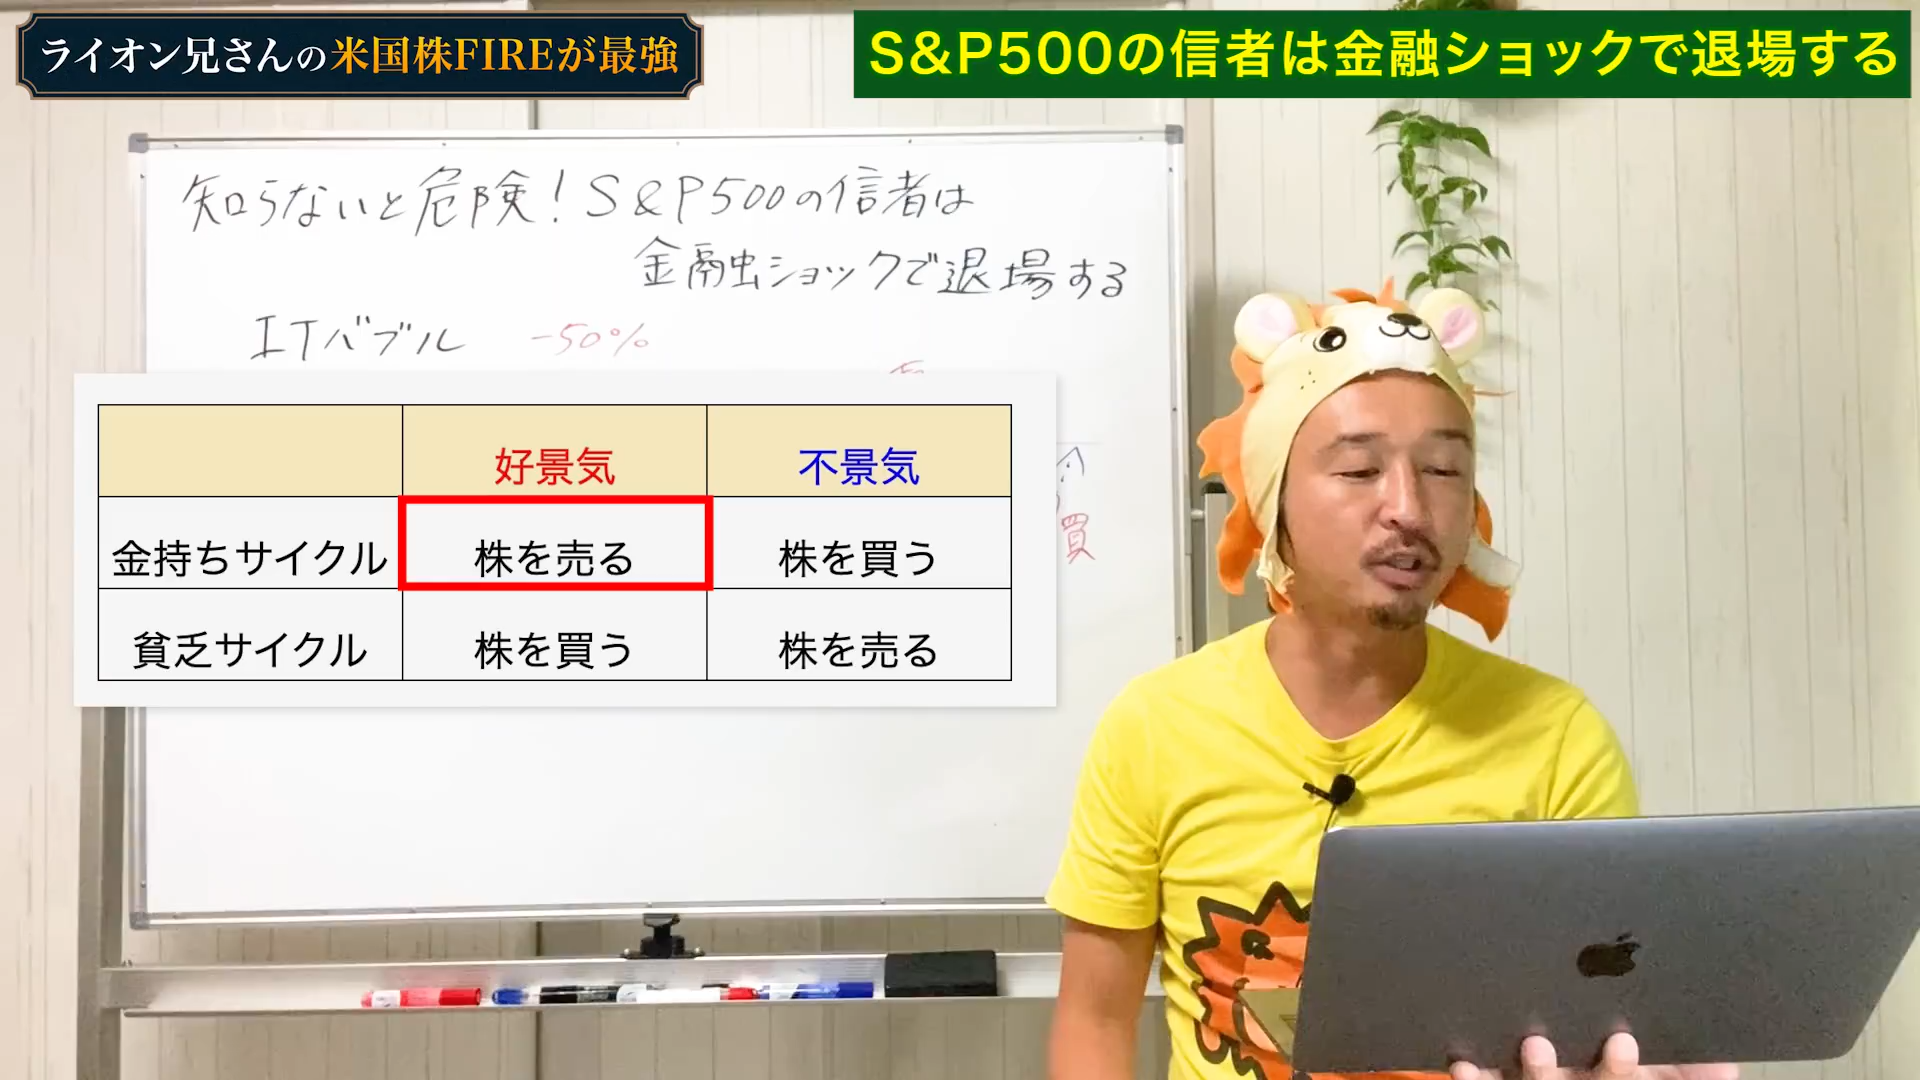 ライオン兄さんの米国株FIREが最強
S&P500の信者は金融ショックで退場する
知らないと危険!S&P500の信者は
金融ショックで退場する
ITバブル -50%
好景気 不景気
金持ちサイクル 株を売る 株を買う
貧乏サイクル 株を買う 株を売る
買